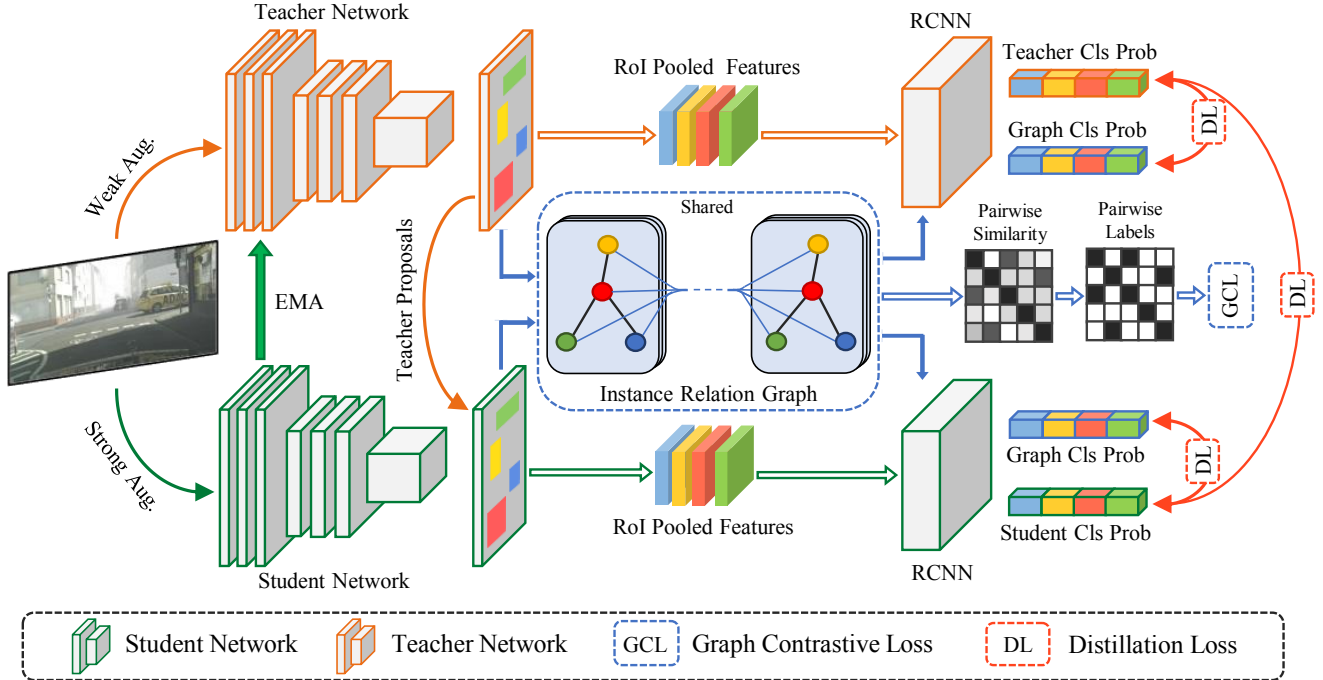 Teacher Network
RCNN
Teacher Cls Prob
RoI Pooled Features
DL
Graph Cls Prob
Weak Aug.
Shared
Pairwise
Similarity
Pairwise
Labels
Teacher Proposals
EMA
GCL
DL
Instance Relation Graph
Strong Aug.
Graph Cls Prob
DL
RoI Pooled Features
Student Cls Prob
Student Network
RCNN
Student Network
Teacher Network
GCL
Graph Contrastive Loss
DL
Distillation Loss